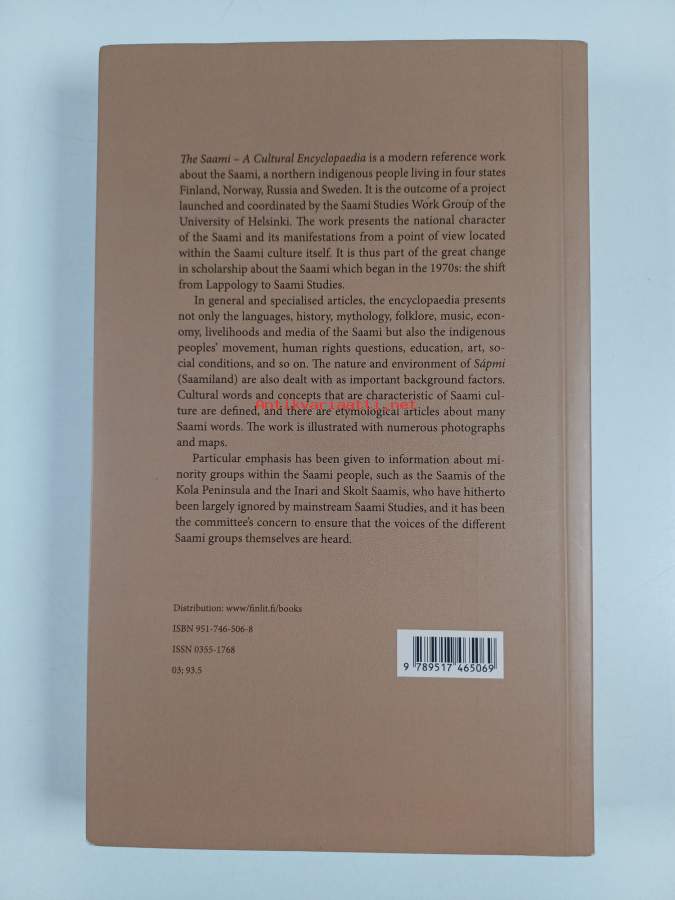 The Saami – A Cultural Encyclopaedia is a modern reference work
about the Saami, a northern indigenous people living in four states
Finland, Norway, Russia and Sweden. It is the outcome of a project
launched and coordinated by the Saami Studies Work Group of the
University of Helsinki. The work presents the national character
of the Saami and its manifestations from a point of view located
within the Saami culture itself. It is thus part of the great change
in scholarship about the Saami which began in the 1970s: the shift
from Lappology to Saami Studies.
In general and specialised articles, the encyclopaedia presents
not only the languages, history, mythology, folklore, music, econ-
omy, livelihoods and media of the Saami but also the indigenous
peoples' movement, human rights questions, education, art, so-
cial conditions, and so on. The nature and environment of Sápmi
(Saamiland) are also dealt with as important background factors.
Cultural words and concepts that are characteristic of Saami cul-
Antikvariaatti.net
ture are defined, and there are etymological articles about many
Saami words. The work is illustrated with numerous photographs
and maps.
Particular emphasis has been given to information about mi-
nority groups within the Saami people, such as the Saamis of the
Kola Peninsula and the Inari and Skolt Saamis, who have hitherto
been largely ignored by mainstream Saami Studies, and it has been
the committee's concern to ensure that the voices of the different
Saami groups themselves are heard.
Distribution: www/finlit.fi/books
ISBN 951-746-506-8
ISSN 0355-1768
03; 93.5
9 789517 465069